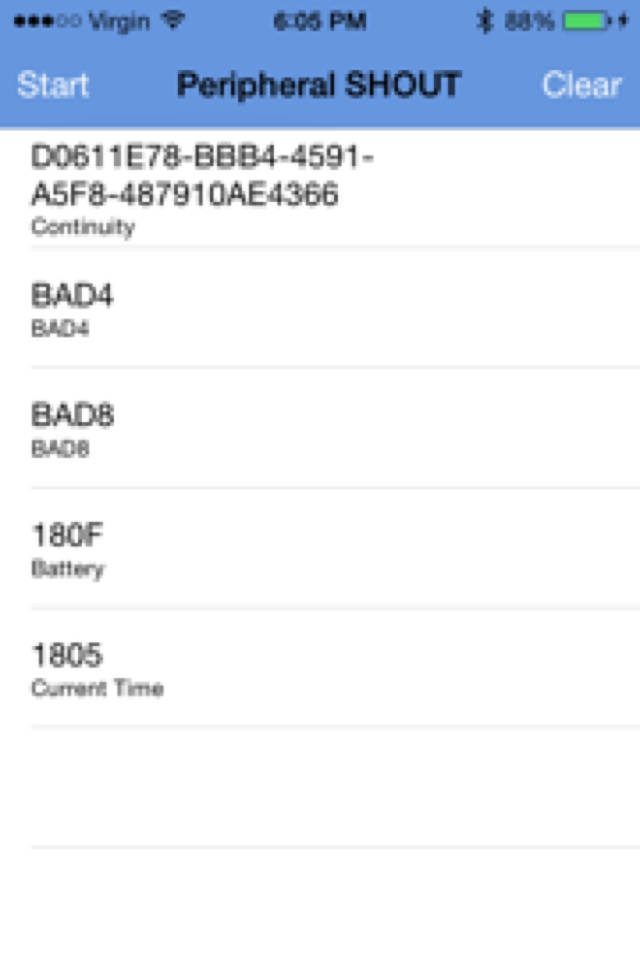 Virgin 6:05 PM 88%
Start Peripheral SHOUT Clear
D0611E78-BBB4-4591-
A5F8-487910AE4366
Continuity
BAD4
BAD4
BAD8
BAD8
180F
Battery
1805
Current Time